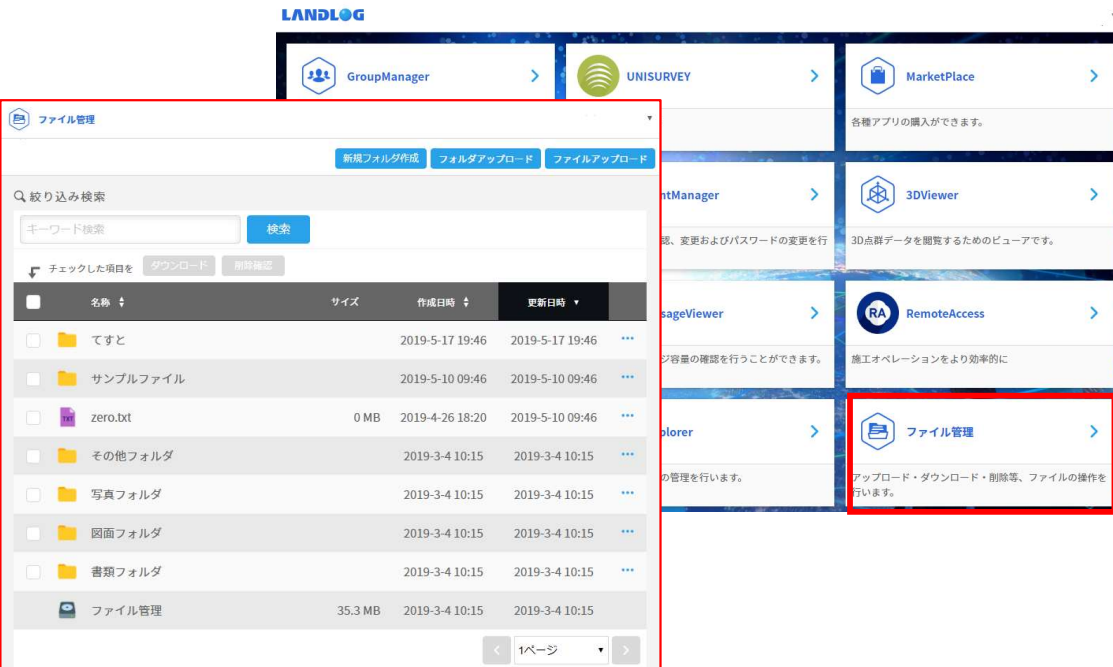 LANDLOG
GroupManager
UNISURVEY
MarketPlace
各種アプリの購入ができます。
ntManager
認、変更およびパスワードの変更を行
3DViewer
3D点群データを閲覧するためのビューアです。
sageViewer
ジ容量の確認を行うことができます。
RA
RemoteAccess
施工オペレーションをより効率的に
plorer
の管理を行います。
ファイル管理
アップロード・ダウンロード・削除等、ファイルの操作を
行います。
ファイル管理
新規フォルダ作成 フォルダアップロード ファイルアップロード
絞り込み検索
キーワード検索 検索
チェックした項目を ダウンロード 削除確認
名称 サイズ 作成日時 更新日時
てすと 2019-5-17 19:46 2019-5-17 19:46
サンプルファイル 2019-5-10 09:46 2019-5-10 09:46
TXT zero.txt 0 MB 2019-4-26 18:20 2019-5-10 09:46
その他フォルダ 2019-3-4 10:15 2019-3-4 10:15
写真フォルダ 2019-3-4 10:15 2019-3-4 10:15
図面フォルダ 2019-3-4 10:15 2019-3-4 10:15
書類フォルダ 2019-3-4 10:15 2019-3-4 10:15
ファイル管理 35.3 MB 2019-3-4 10:15 2019-3-4 10:15
1ページ